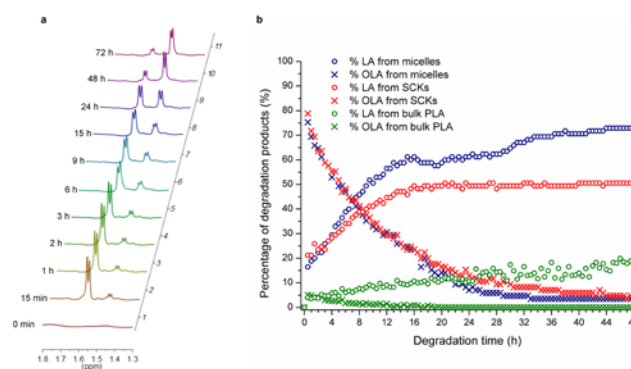 a
72 h
48 h
24 h
15 h
9 h
6 h
3 h
2 h
1 h
15 min
0 min
11
10
9
8
7
6
5
4
3
2
1
1.8 1.7 1.6 1.5 1.4 1.3
(ppm)
b
% LA from micelles
% OLA from micelles
% LA from SCKs
% OLA from SCKs
% LA from bulk PLA
% OLA from bulk PLA
Percentage of degradation products (%)
100
90
80
70
60
50
40
30
20
10
0
0 4 8 12 16 20 24 28 32 36 40 44 48
Degradation time (h)